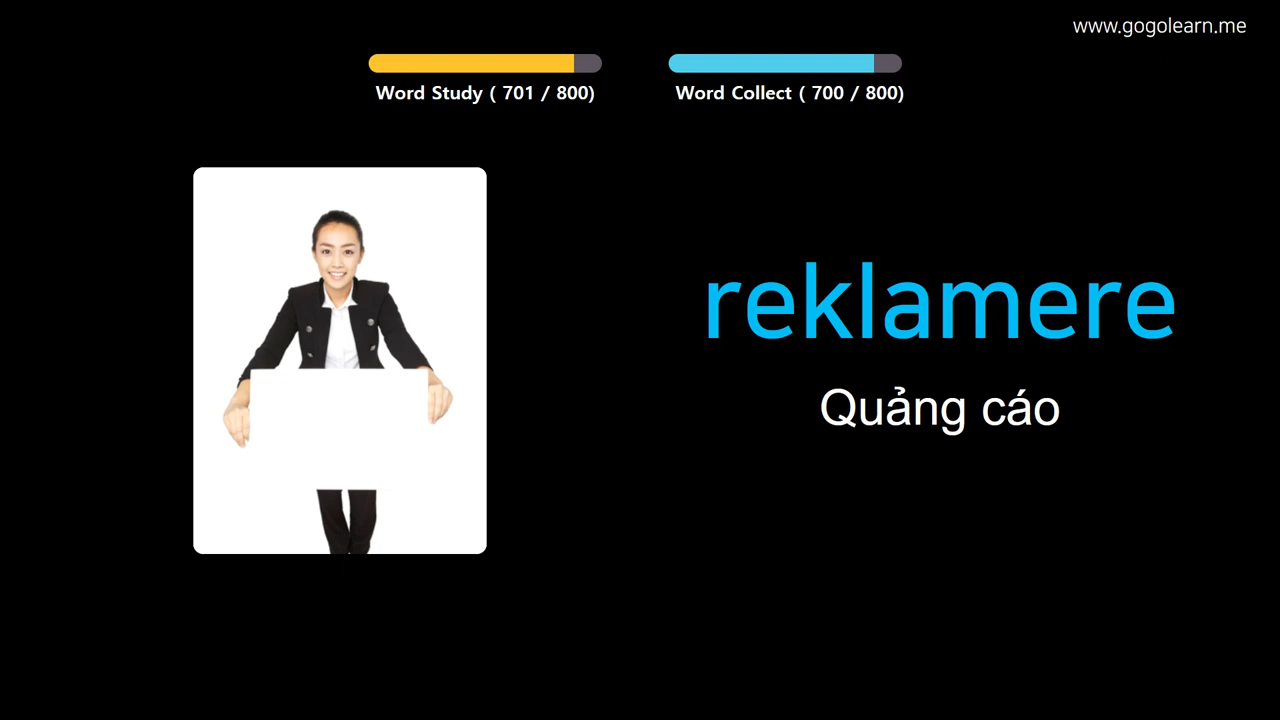 www.gogolearn.me
Word Study ( 701 / 800)
Word Collect ( 700 / 800)
reklamere
Quảng cáo